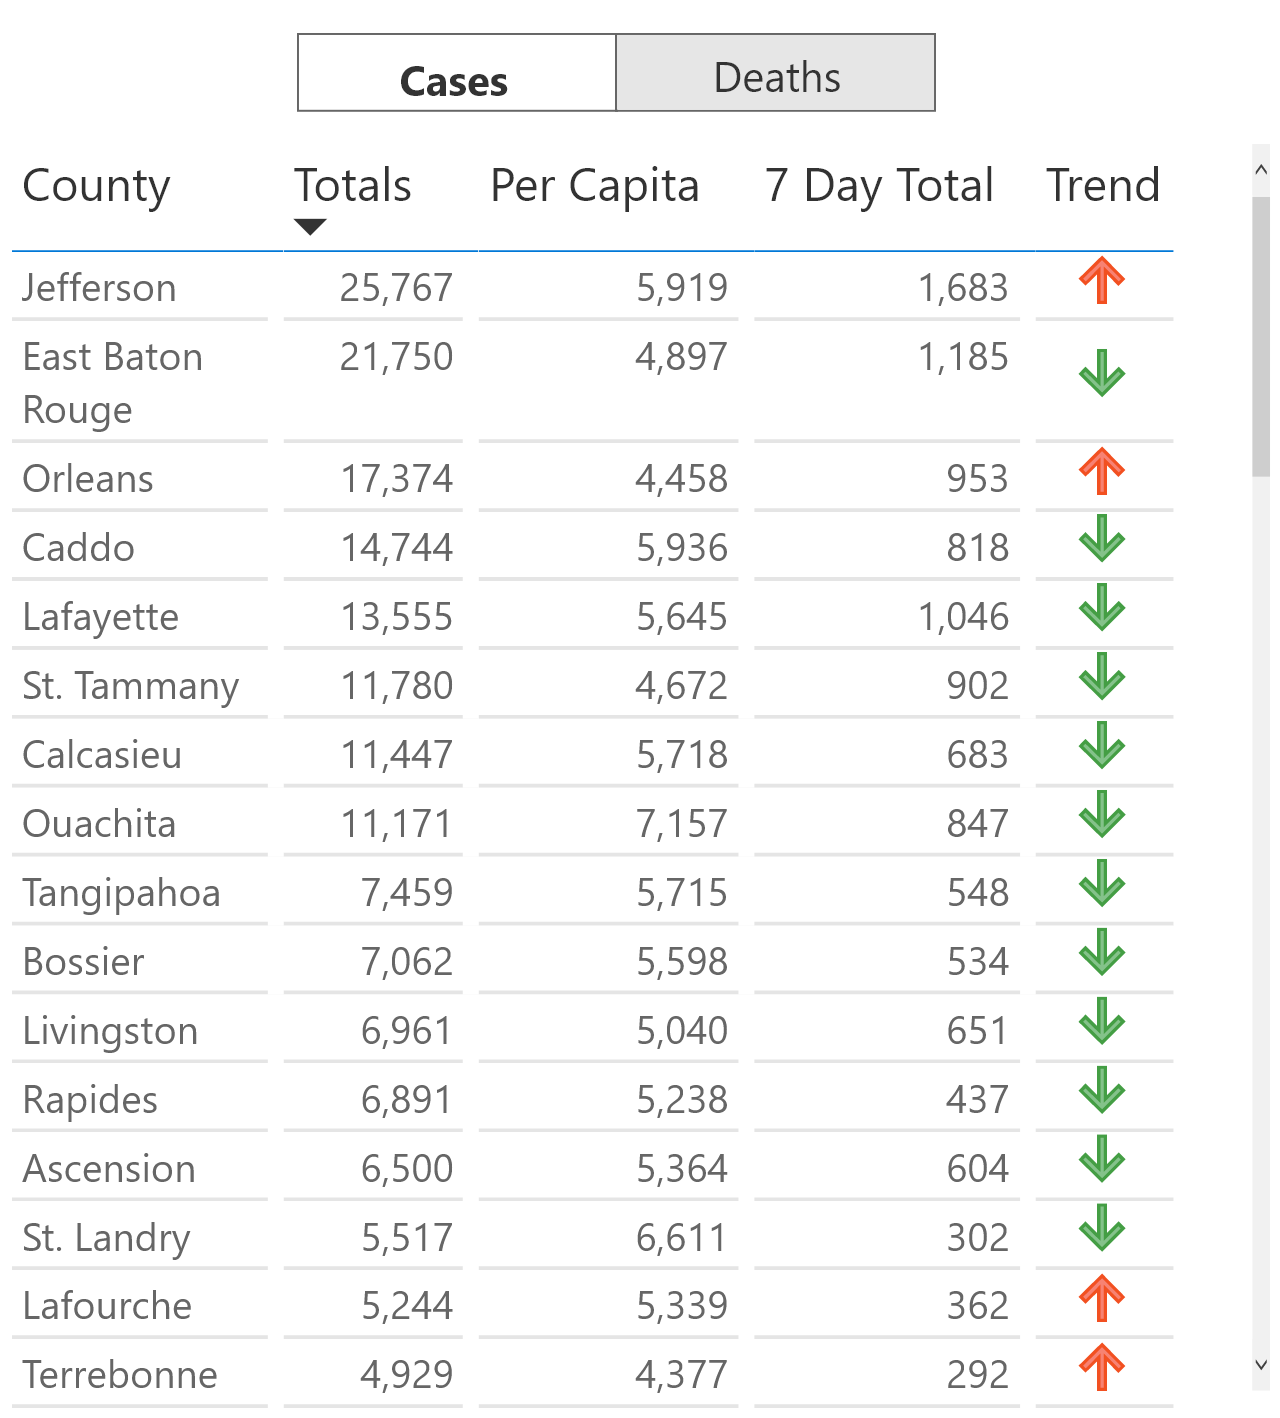 Cases Deaths
County Totals Per Capita 7 Day Total Trend
Jefferson 25,767 5,919 1,683
East Baton 21,750 4,897 1,185
Rouge
Orleans 17,374 4,458 953
Caddo 14,744 5,936 818
Lafayette 13,555 5,645 1,046
St. Tammany 11,780 4,672 902
Calcasieu 11,447 5,718 683
Ouachita 11,171 7,157 847
Tangipahoa 7,459 5,715 548
Bossier 7,062 5,598 534
Livingston 6,961 5,040 651
Rapides 6,891 5,238 437
Ascension 6,500 5,364 604
St. Landry 5,517 6,611 302
Lafourche 5,244 5,339 362
Terrebonne 4,929 4,377 292